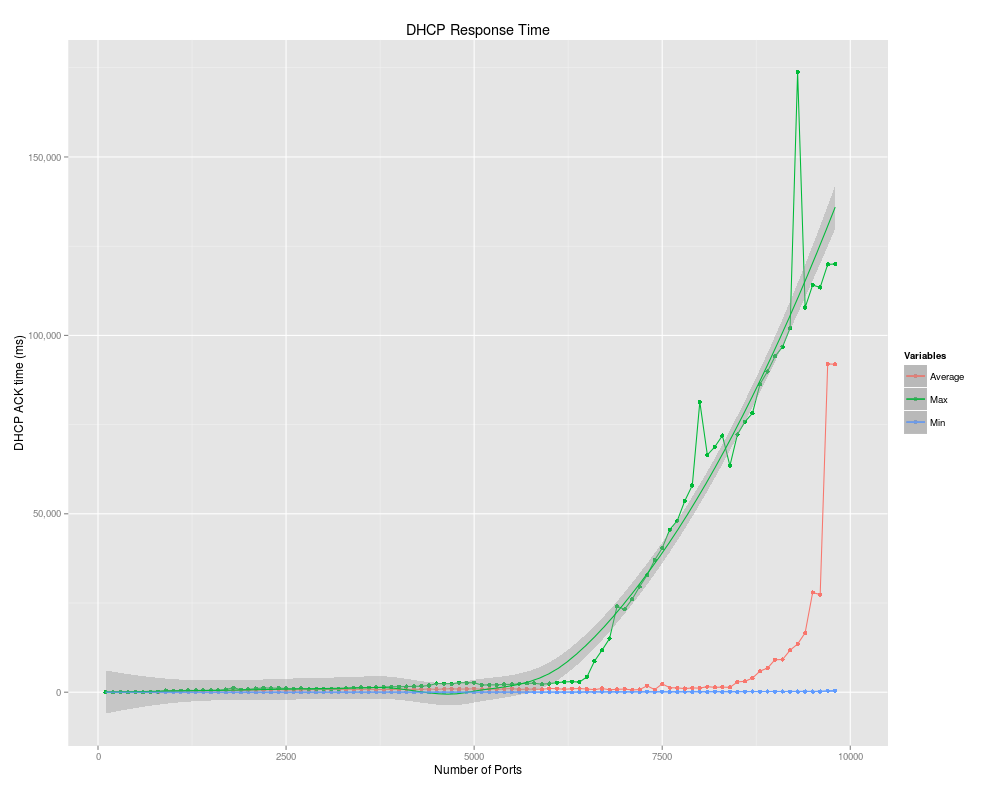 DHCP Response Time
DHCP ACK time (ms)
150,000
100,000
50,000
0
0 2500 5000 7500 10000
Number of Ports
Variables
Average
Max
Min